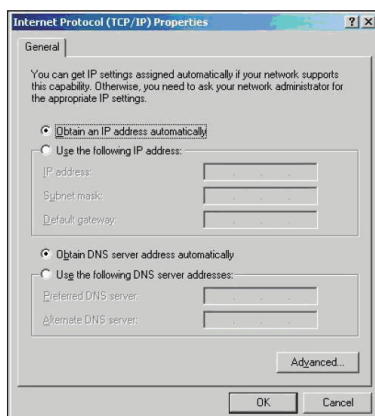 Internet Protocol (TCP/IP) Properties
General
You can get IP settings assigned automatically if your network supports
this capability. Otherwise, you need to ask your network administrator for
the appropriate IP settings.
Obtain an IP address automatically
Use the following IP address:
IP address:
Subnet mask:
Default gateway:
Obtain DNS server address automatically
Use the following DNS server addresses:
Preferred DNS server:
Alternate DNS server:
Advanced...
OK Cancel